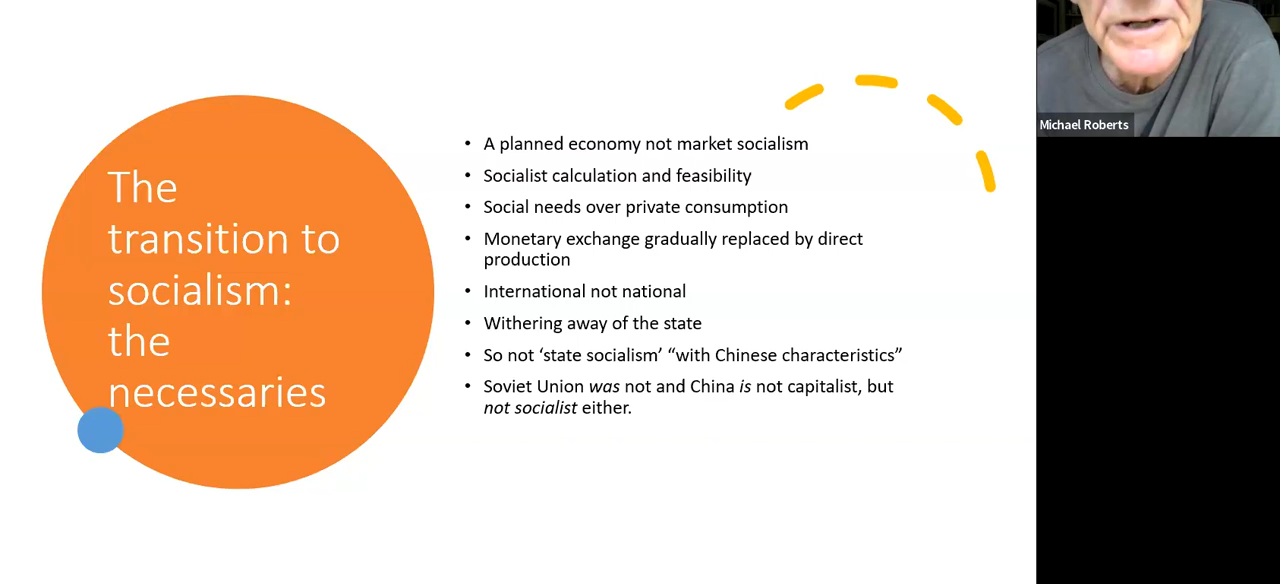 The
transition to
socialism:
the
necessaries
• A planned economy not market socialism
• Socialist calculation and feasibility
• Social needs over private consumption
• Monetary exchange gradually replaced by direct
production
• International not national
• Withering away of the state
• So not ‘state socialism’ “with Chinese characteristics”
• Soviet Union was not and China is not capitalist, but
not socialist either.
Michael Roberts